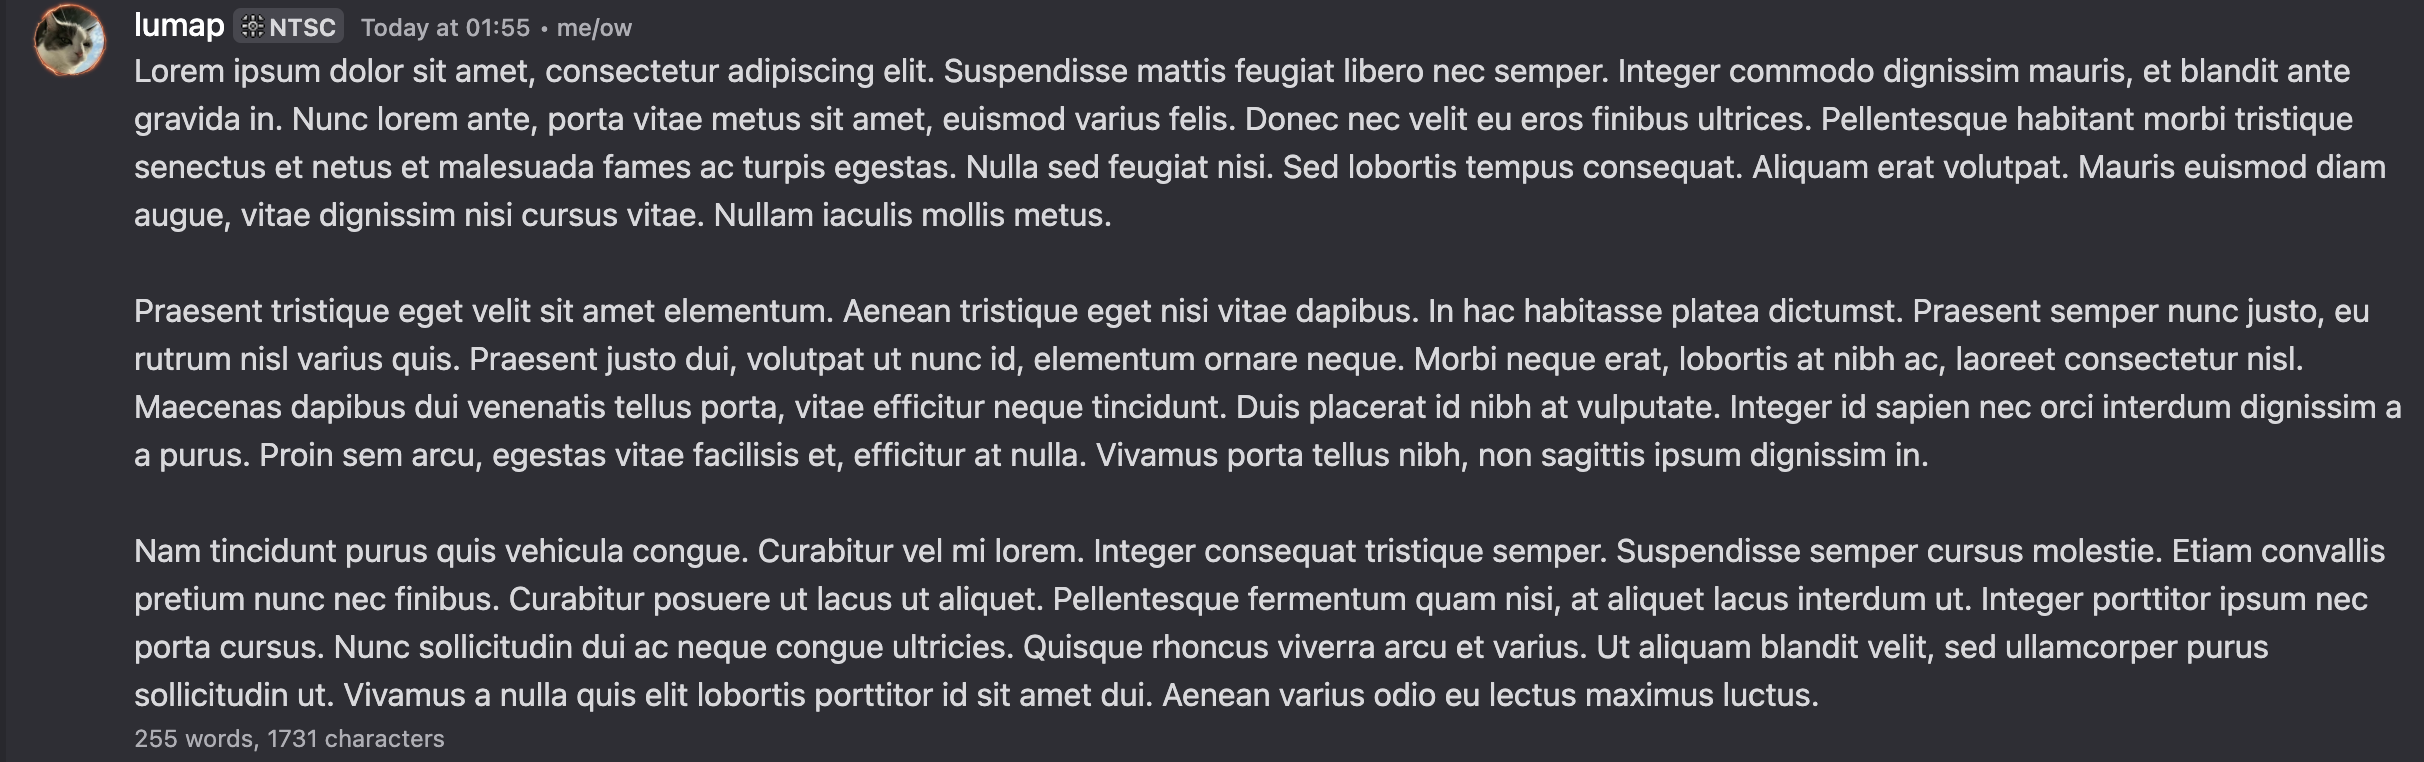 lumap NTSC Today at 01:55 • me/ow
Lorem ipsum dolor sit amet, consectetur adipiscing elit. Suspendisse mattis feugiat libero nec semper. Integer commodo dignissim mauris, et blandit ante
gravida in. Nunc lorem ante, porta vitae metus sit amet, euismod varius felis. Donec nec velit eu eros finibus ultrices. Pellentesque habitant morbi tristique
senectus et netus et malesuada fames ac turpis egestas. Nulla sed feugiat nisi. Sed lobortis tempus consequat. Aliquam erat volutpat. Mauris euismod diam
augue, vitae dignissim nisi cursus vitae. Nullam iaculis mollis metus.
Praesent tristique eget velit sit amet elementum. Aenean tristique eget nisi vitae dapibus. In hac habitasse platea dictumst. Praesent semper nunc justo, eu
rutrum nisl varius quis. Praesent justo dui, volutpat ut nunc id, elementum ornare neque. Morbi neque erat, lobortis at nibh ac, laoreet consectetur nisl.
Maecenas dapibus dui venenatis tellus porta, vitae efficitur neque tincidunt. Duis placerat id nibh at vulputate. Integer id sapien nec orci interdum dignissim a
a purus. Proin sem arcu, egestas vitae facilisis et, efficitur at nulla. Vivamus porta tellus nibh, non sagittis ipsum dignissim in.
Nam tincidunt purus quis vehicula congue. Curabitur vel mi lorem. Integer consequat tristique semper. Suspendisse semper cursus molestie. Etiam convallis
pretium nunc nec finibus. Curabitur posuere ut lacus ut aliquet. Pellentesque fermentum quam nisi, at aliquet lacus interdum ut. Integer porttitor ipsum nec
porta cursus. Nunc sollicitudin dui ac neque congue ultricies. Quisque rhoncus viverra arcu et varius. Ut aliquam blandit velit, sed ullamcorper purus
sollicitudin ut. Vivamus a nulla quis elit lobortis porttitor id sit amet dui. Aenean varius odio eu lectus maximus luctus.
255 words, 1731 characters